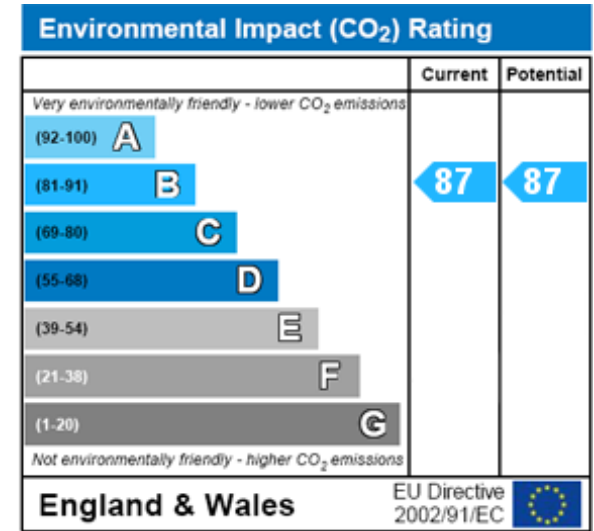 Environmental Impact (CO₂) Rating
Current Potential
Very environmentally friendly - lower CO₂ emissions
(92-100) A
(81-91) B 87 87
(69-80) C
(55-68) D
(39-54) E
(21-38) F
(1-20) G
Not environmentally friendly - higher CO₂ emissions
England & Wales
EU Directive
2002/91/EC